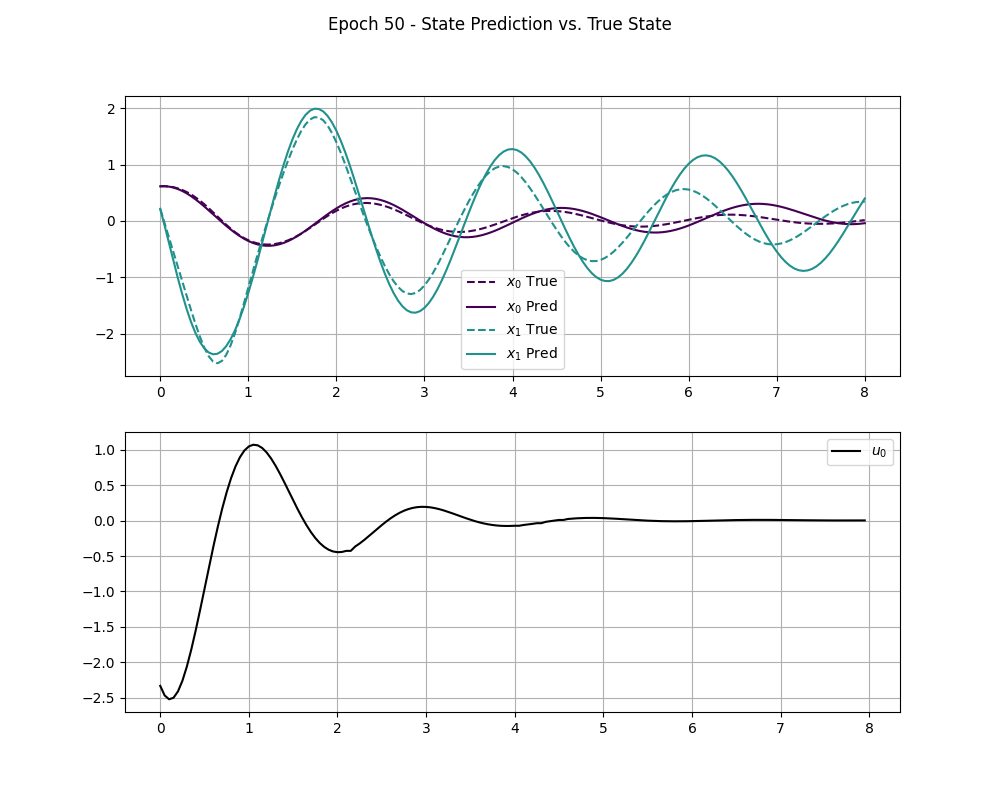 Epoch 50 - State Prediction vs. True State
2
1
0
−1
−2
x₀ True
x₀ Pred
x₁ True
x₁ Pred
0 1 2 3 4 5 6 7 8
1.0
0.5
0.0
−0.5
−1.0
−1.5
−2.0
−2.5
u₀
0 1 2 3 4 5 6 7 8